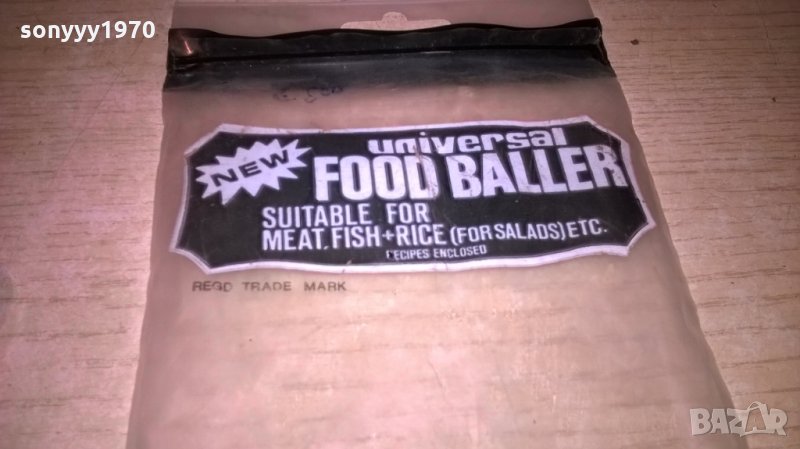 sonyyy1970
NEW
universal
FOOD BALLER
SUITABLE FOR
MEAT, FISH+RICE (FOR SALADS) ETC.
RECIPES ENCLOSED
REGD TRADE MARK
BAZAR